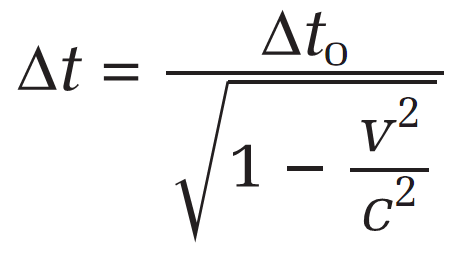 Δt = Δt₀ / √(1 − v²/c²)